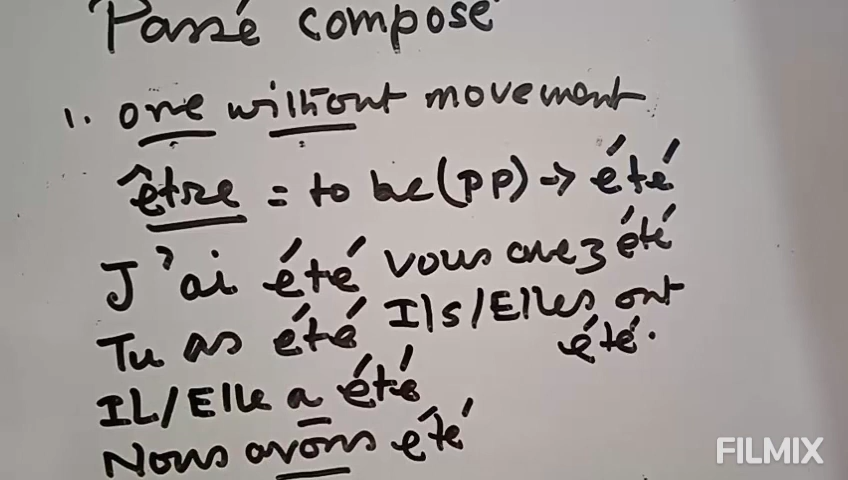 Passé composé
1. one without movement
être = to be (pp) → été
J'ai été vous avez été
Tu as été Ils/Elles ont été.
IL/Elle a été
Nous avons été
FILMIX